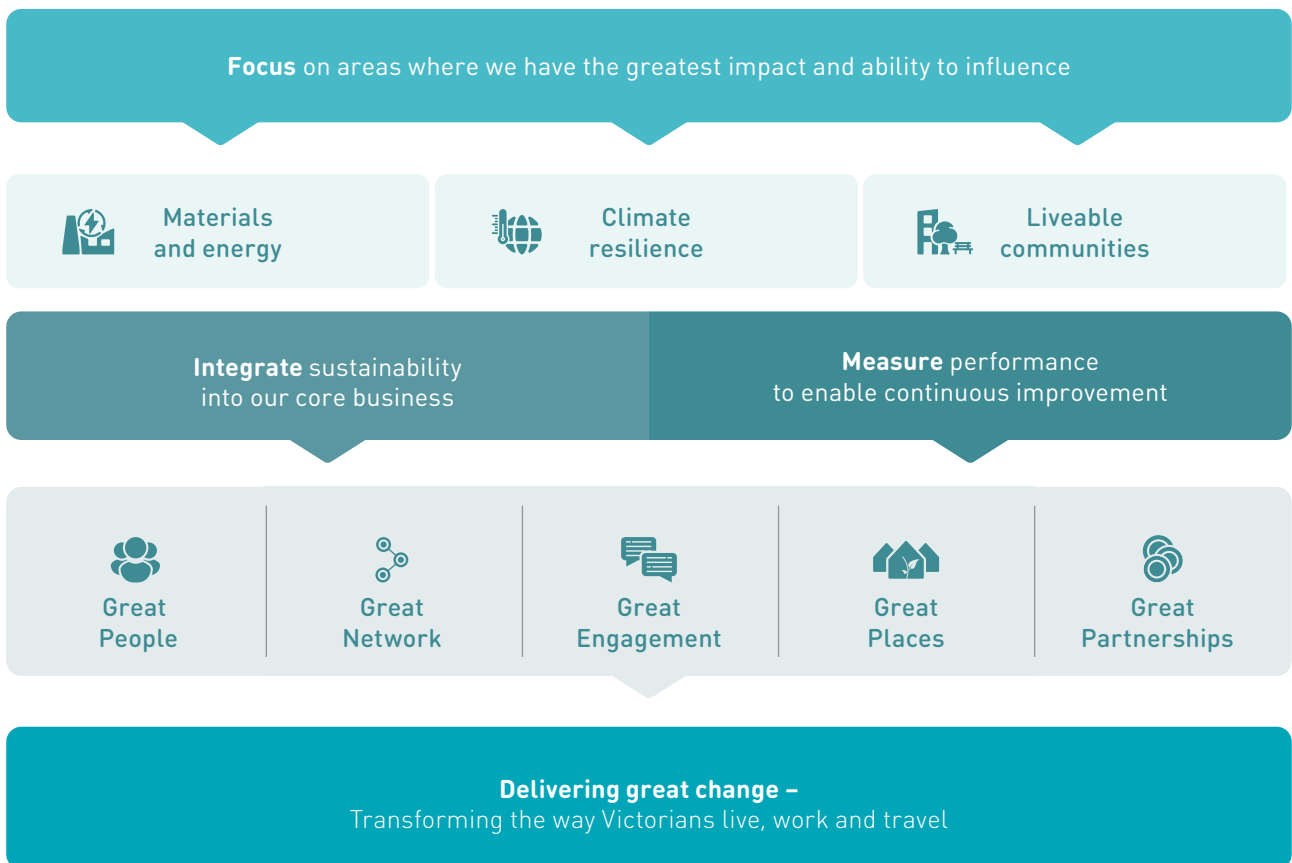 Focus on areas where we have the greatest impact and ability to influence
Materials
and energy
Climate
resilience
Liveable
communities
Integrate sustainability
into our core business
Measure performance
to enable continuous improvement
Great
People
Great
Network
Great
Engagement
Great
Places
Great
Partnerships
Delivering great change –
Transforming the way Victorians live, work and travel